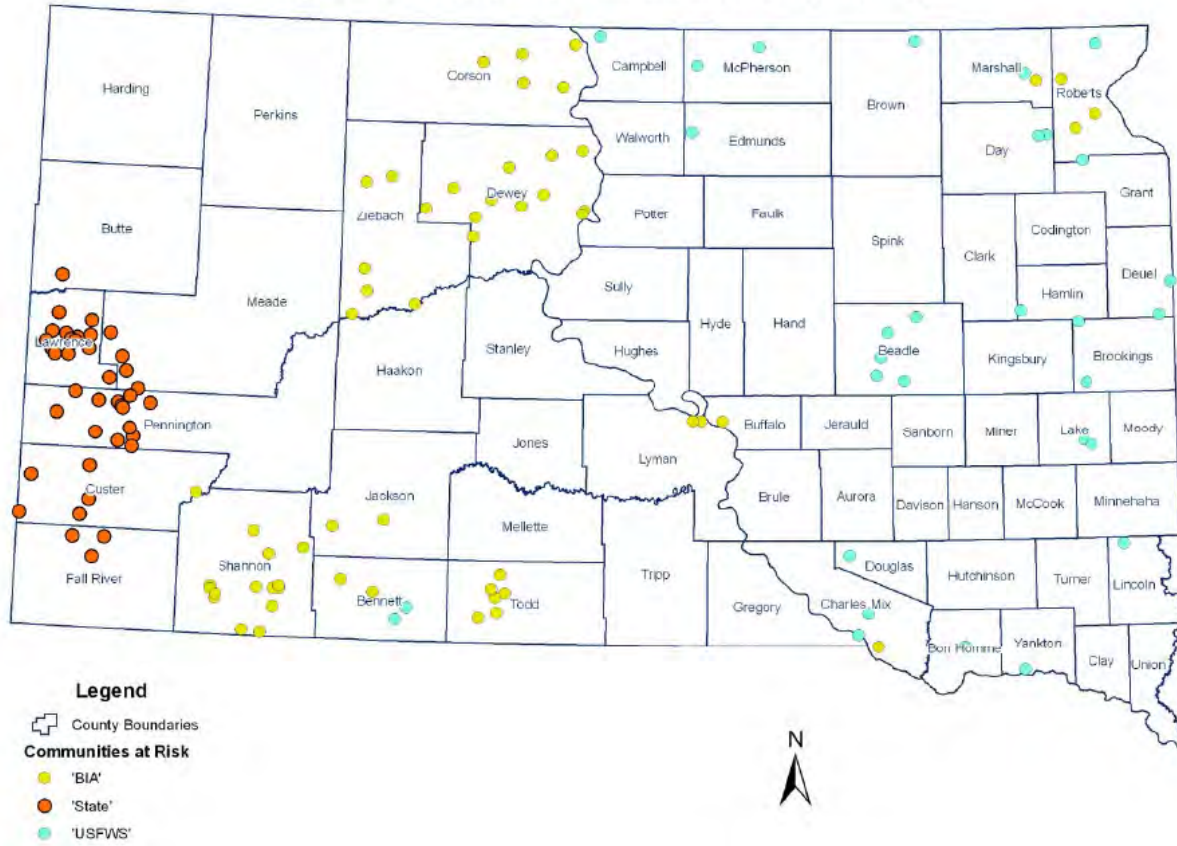 Harding
Perkins
Corson
Campbell
McPherson
Brown
Marshall
Roberts
Walworth
Edmunds
Day
Grant
Butte
Ziebach
Dewey
Potter
Faulk
Spink
Clark
Codington
Deuel
Meade
Sully
Hamlin
Hyde
Hand
Lawrence
Stanley
Hughes
Beadle
Kingsbury
Brookings
Haakon
Pennington
Jones
Lyman
Buffalo
Jerauld
Sanborn
Miner
Lake
Moody
Custer
Jackson
Brule
Aurora
Davison
Hanson
McCook
Minnehaha
Mellette
Fall River
Shannon
Bennett
Todd
Tripp
Gregory
Douglas
Charles Mix
Hutchinson
Turner
Lincoln
Bon Homme
Yankton
Clay
Union
Legend
County Boundaries
Communities at Risk
'BIA'
'State'
'USFWS'
N